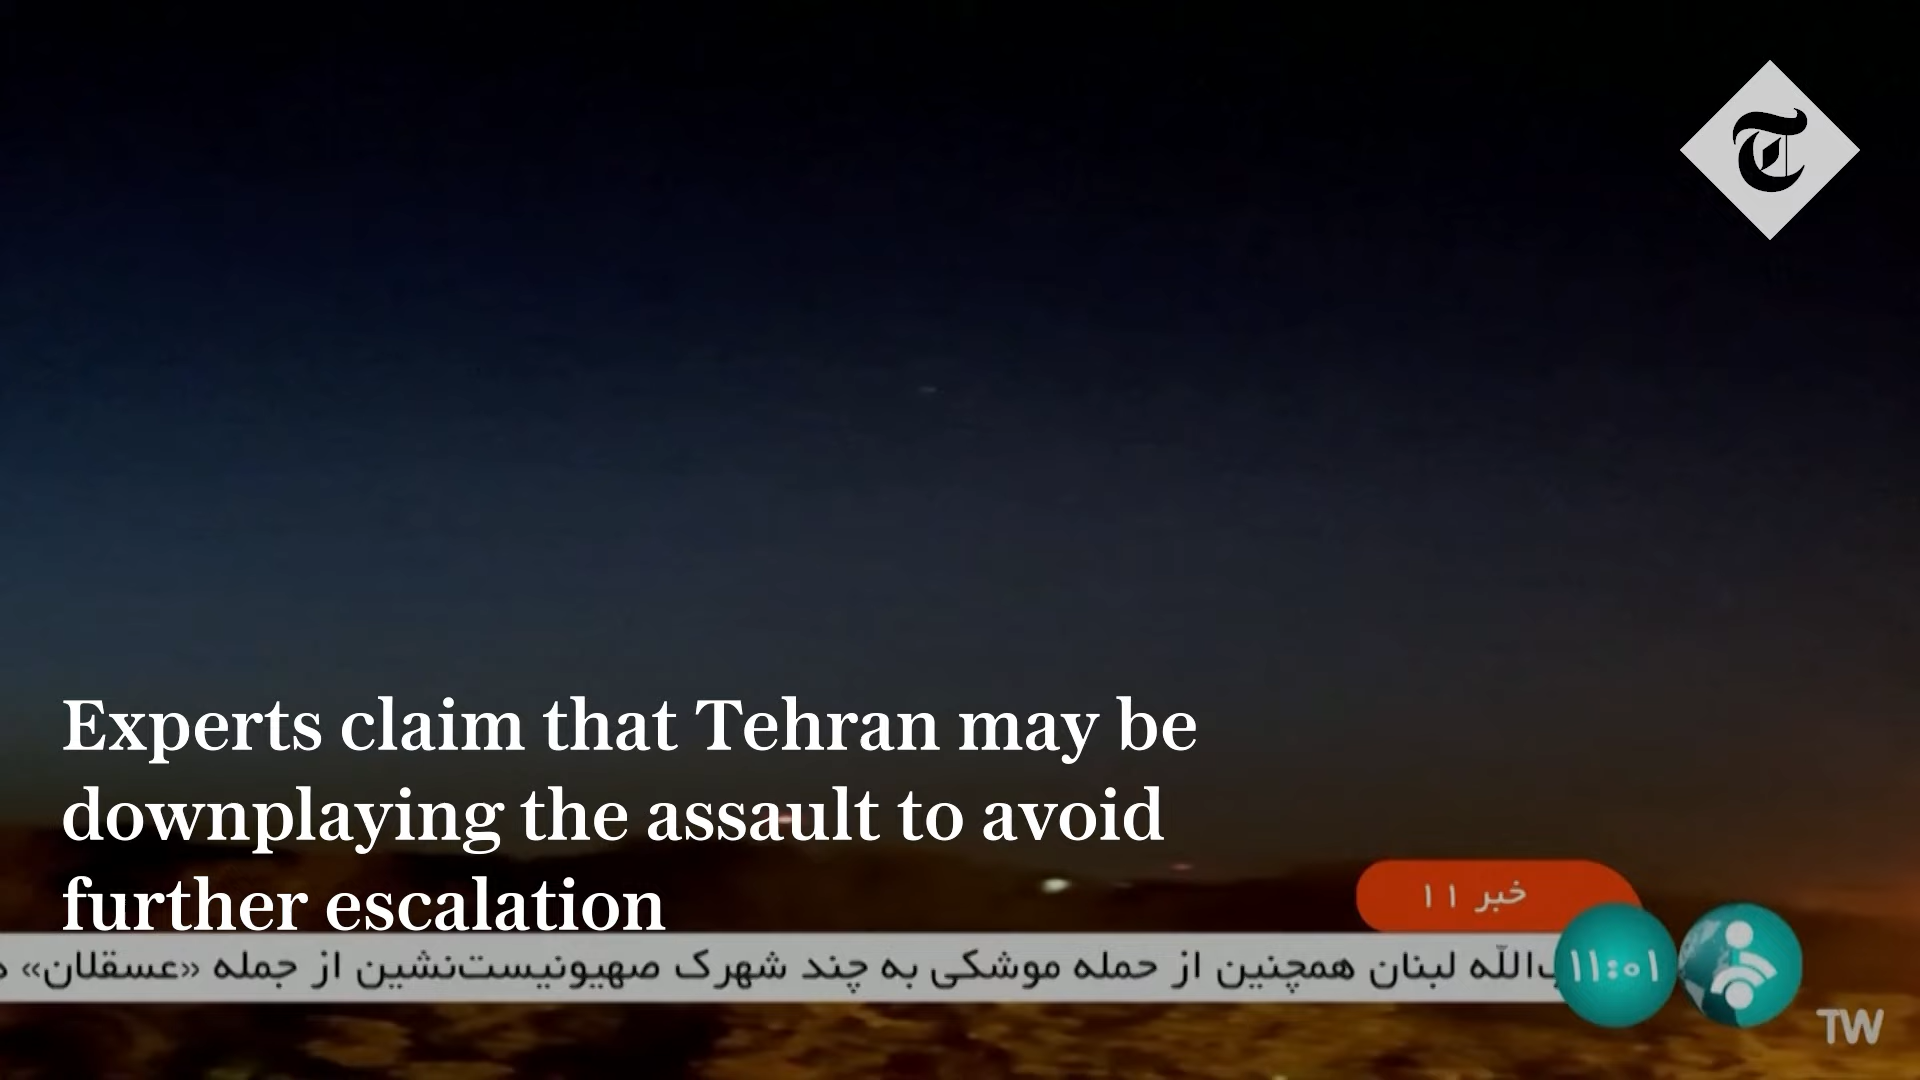 Experts claim that Tehran may be
downplaying the assault to avoid
further escalation
خبر ۱۱
الله لبنان همچنین از حمله موشکی به چند شهرک صهیونیست‌نشین از جمله «عسقلان»
۱۱:۰۱
TW